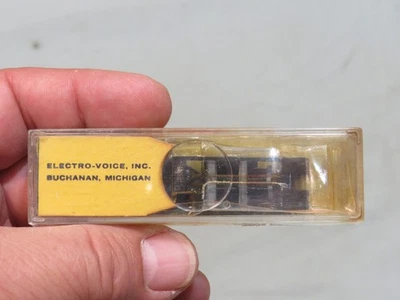 ELECTRO-VOICE, INC.
BUCHANAN, MICHIGAN